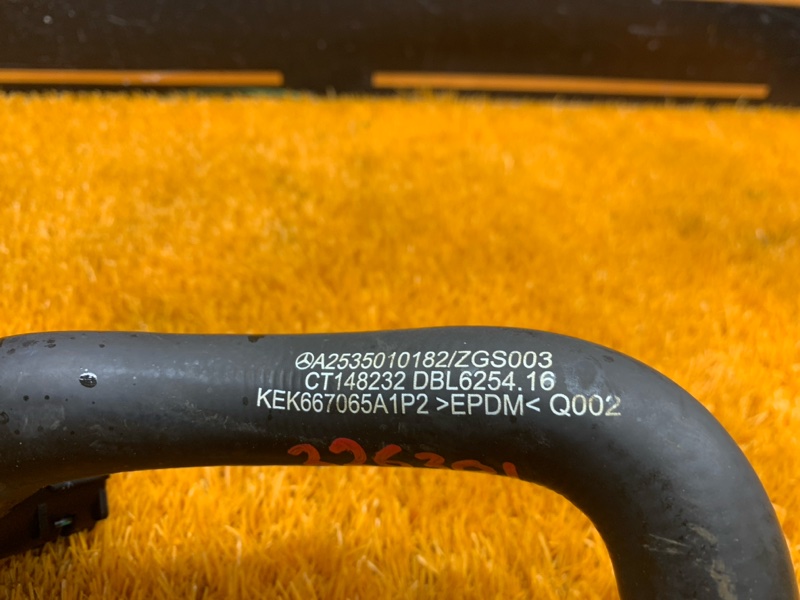 A2535010182/ZGS003
CT148232 DBL6254.16
KEK667065A1P2 >EPDM< Q002